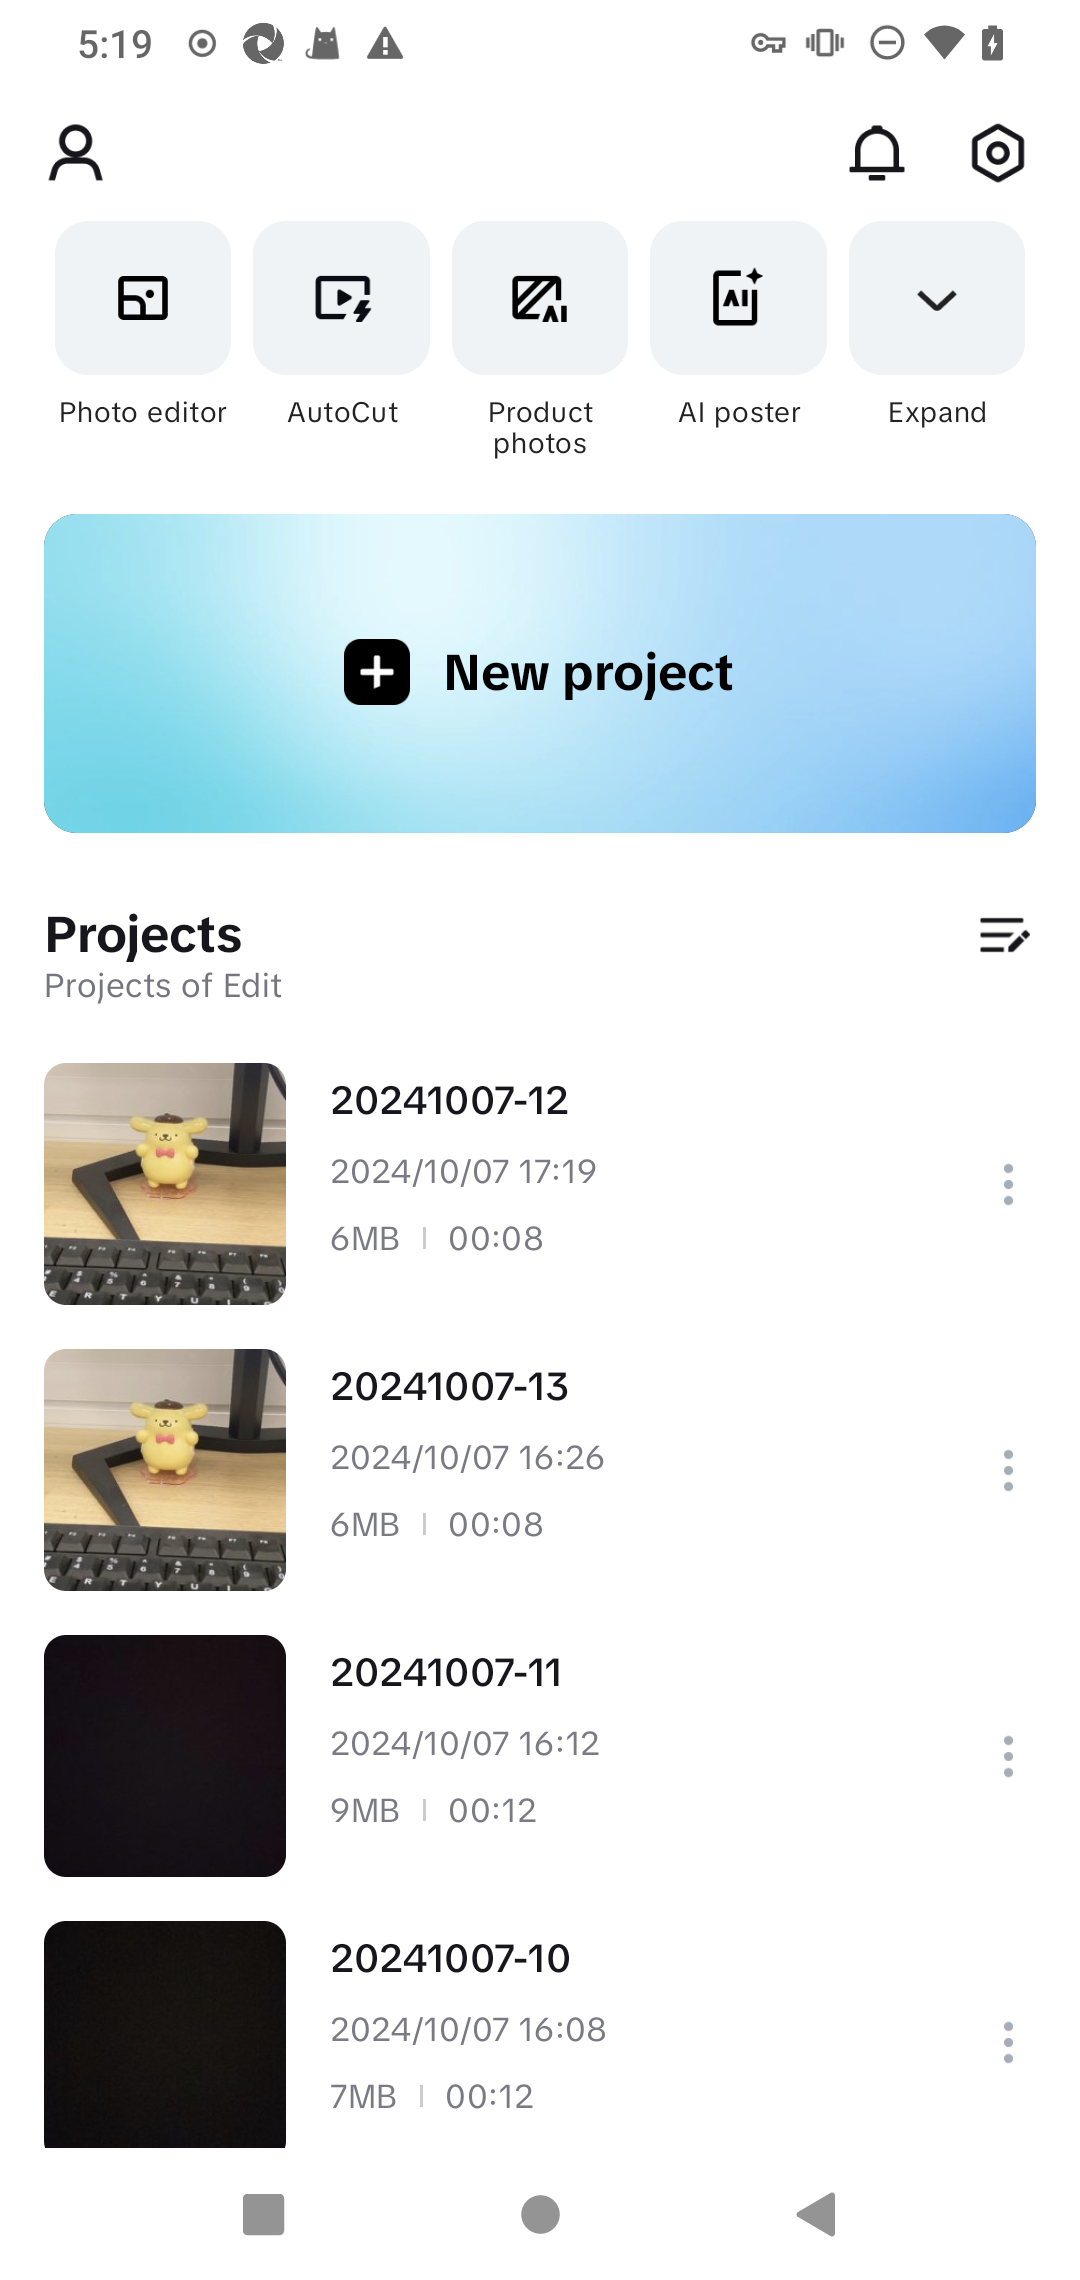 5:19
Photo editor
AutoCut
Product
photos
AI poster
Expand
New project
Projects
Projects of Edit
20241007-12
2024/10/07 17:19
6MB 00:08
20241007-13
2024/10/07 16:26
6MB 00:08
20241007-11
2024/10/07 16:12
9MB 00:12
20241007-10
2024/10/07 16:08
7MB 00:12